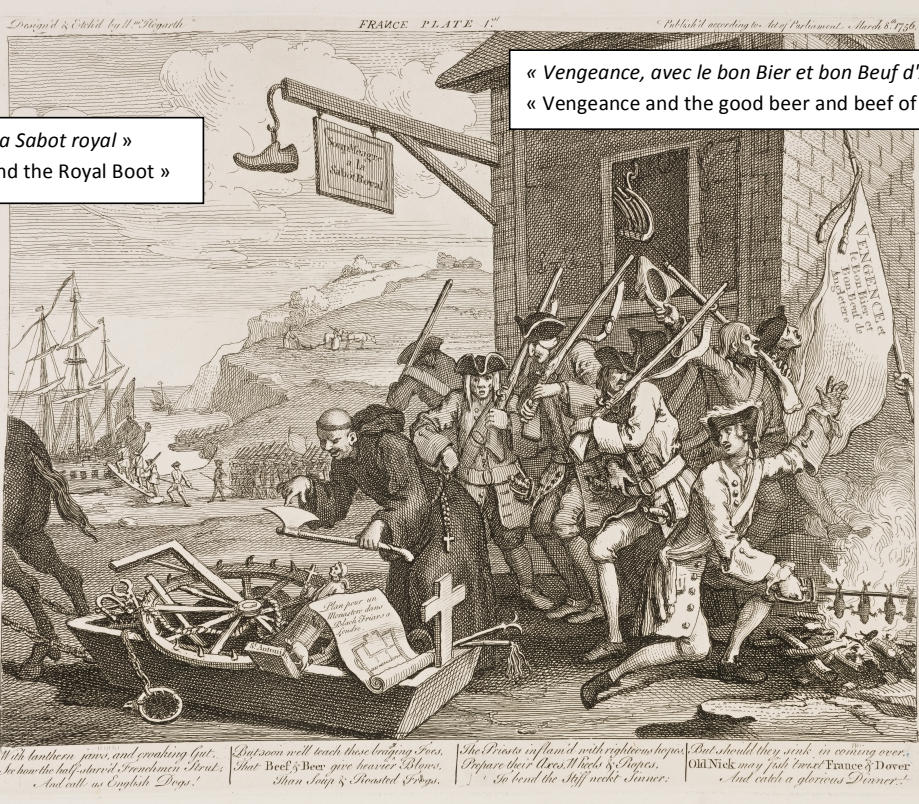 Design'd & Etch'd by Wm. Hogarth
FRANCE PLATE 1st
Publish'd according to Act of Parliament March 8th 1756.
« Vengeance, avec le bon Bier et bon Beuf d'
« Vengeance and the good beer and beef of
a Sabot royal »
nd the Royal Boot »
Soup Meagre
a la
Sabot Royal
VENGENCE et
le Bon Bier et
Bon Beuf de
Angletere
Plan pour un
Monastere dans
Black Friars a
Londre
St. Antoine
With lanthern jaws, and croaking Gut,
See how the half-starv'd Frenchmen Strut,
And call us English Dogs!
But soon we'll teach these bragging Foes,
That Beef & Beer give heavier Blows,
Than Soup & Roasted Frogs.
The Priests inflam'd with righteous hopes,
Prepare their Axes, Wheels & Ropes,
To bend the Stiff neck't Sinner;
But should they sink in coming over,
Old Nick may fish 'twixt France & Dover
And catch a glorious Dinner.